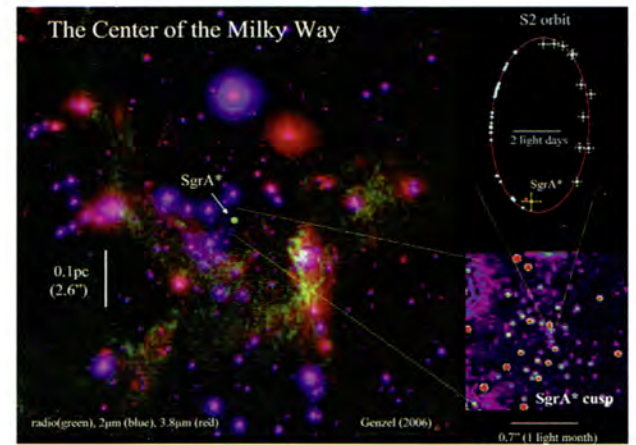 The Center of the Milky Way
SgrA*
0.1pc
(2.6")
radio(green), 2μm (blue), 3.8μm (red)
Genzel (2006)
S2 orbit
2 light days
SgrA*
SgrA* cusp
0.7" (1 light month)